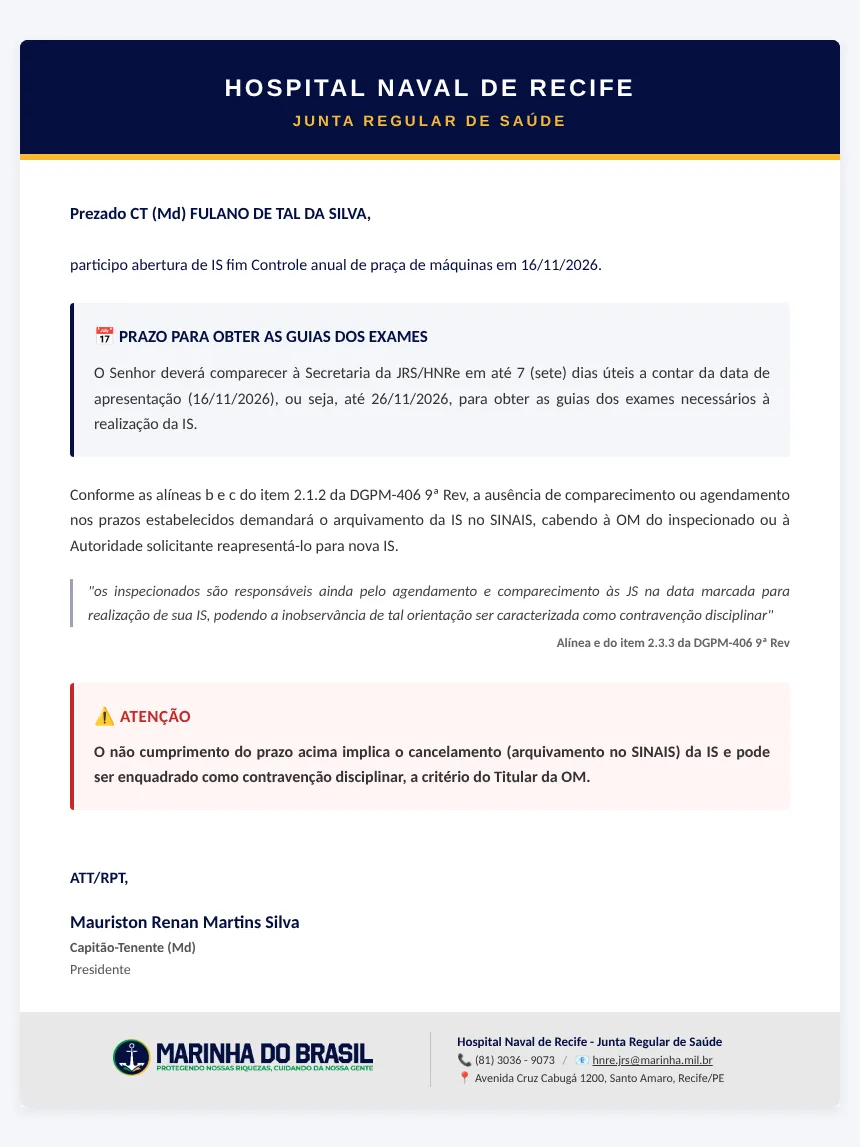 HOSPITAL NAVAL DE RECIFE
JUNTA REGULAR DE SAÚDE
Prezado CT (Md) FULANO DE TAL DA SILVA,
participo abertura de IS fim Controle anual de praça de máquinas em 16/11/2026.
📅 PRAZO PARA OBTER AS GUIAS DOS EXAMES
O Senhor deverá comparecer à Secretaria da JRS/HNRe em até 7 (sete) dias úteis a contar da data de
apresentação (16/11/2026), ou seja, até 26/11/2026, para obter as guias dos exames necessários à
realização da IS.
Conforme as alíneas b e c do item 2.1.2 da DGPM-406 9ª Rev, a ausência de comparecimento ou agendamento
nos prazos estabelecidos demandará o arquivamento da IS no SINAIS, cabendo à OM do inspecionado ou à
Autoridade solicitante reapresentá-lo para nova IS.
"os inspecionados são responsáveis ainda pelo agendamento e comparecimento às JS na data marcada para
realização de sua IS, podendo a inobservância de tal orientação ser caracterizada como contravenção disciplinar"
Alínea e do item 2.3.3 da DGPM-406 9ª Rev
⚠️ ATENÇÃO
O não cumprimento do prazo acima implica o cancelamento (arquivamento no SINAIS) da IS e pode
ser enquadrado como contravenção disciplinar, a critério do Titular da OM.
ATT/RPT,
Mauriston Renan Martins Silva
Capitão-Tenente (Md)
Presidente
MARINHA DO BRASIL
PROTEGENDO NOSSAS RIQUEZAS, CUIDANDO DA NOSSA GENTE
Hospital Naval de Recife - Junta Regular de Saúde
📞 (81) 3036 - 9073 / 📧 hnre.jrs@marinha.mil.br
📍 Avenida Cruz Cabugá 1200, Santo Amaro, Recife/PE